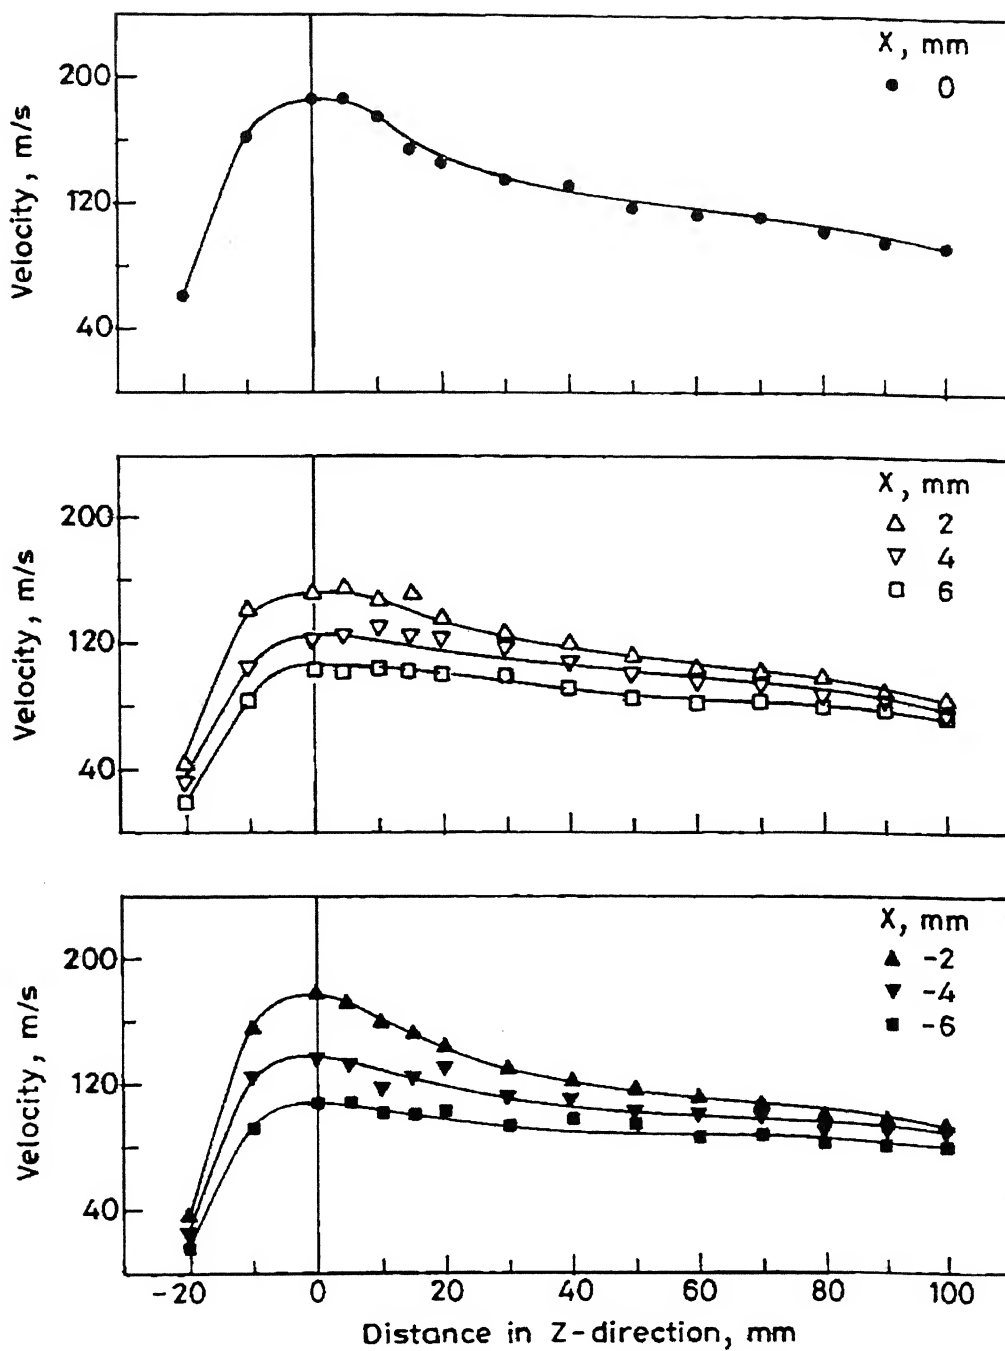 X, mm
200
● 0
Velocity, m/s
120
40
X, mm
200
△ 2
▽ 4
□ 6
Velocity, m/s
120
40
X, mm
200
▲ -2
▼ -4
■ -6
Velocity, m/s
120
40
-20 0 20 40 60 80 100
Distance in Z-direction, mm